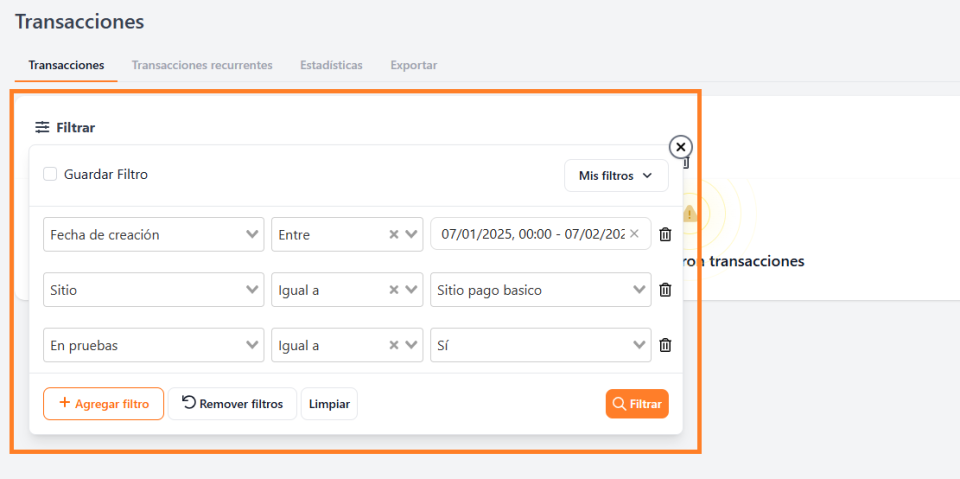 Transacciones
Transacciones Transacciones recurrentes Estadísticas Exportar
Filtrar
Guardar Filtro Mis filtros
Fecha de creación Entre 07/01/2025, 00:00 - 07/02/202
Sitio Igual a Sitio pago basico
transacciones
En pruebas Igual a Sí
Agregar filtro Remover filtros Limpiar Filtrar